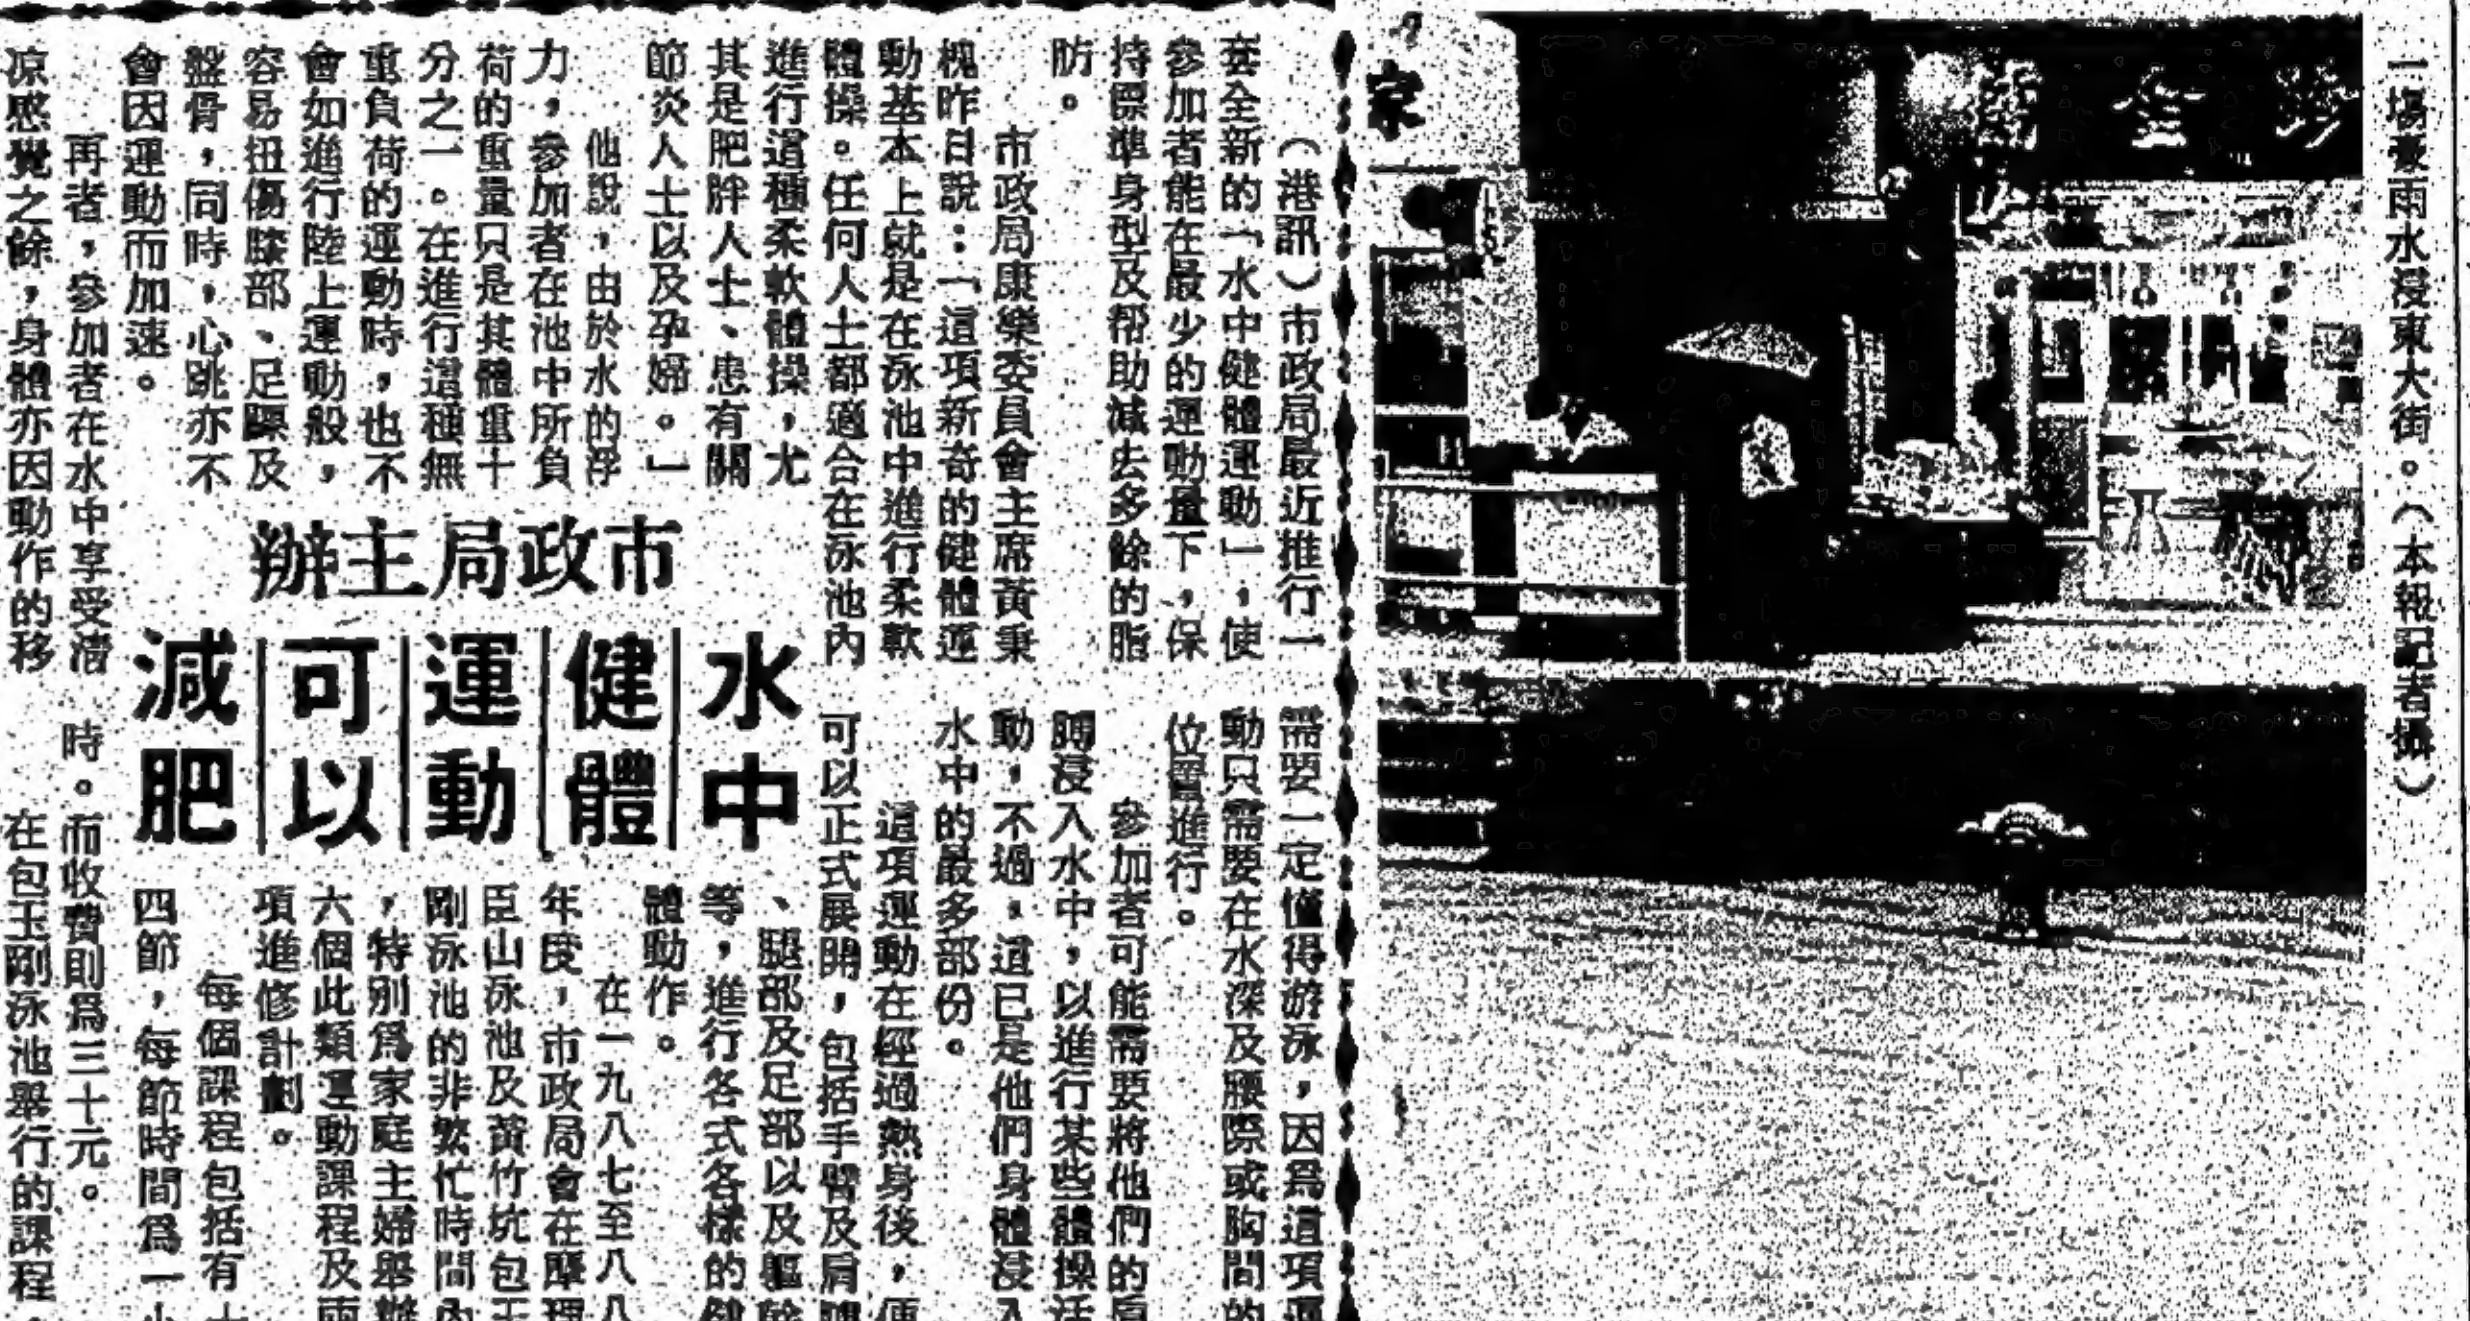 一場豪雨水浸東大街。(本報記者攝)
家
市政局主辦
水中
健體
運動
可以
減肥
(港訊)市政局最近推行一
套全新的「水中健體運動」,使
參加者能在最少的運動量下,保
持標準身型及帮助減去多餘的脂
肪。
市政局康樂委員會主席黃秉
槐昨日說:「這項新奇的健體運
動基本上就是在泳池中進行柔軟
體操。任何人士都適合在泳池內
進行這種柔軟體操,尤
其是肥胖人士、患有關
節炎人士以及孕婦。」
他說,由於水的浮
力,參加者在池中所負
荷的重量只是其體重十
分之一。在進行這種無
重負荷的運動時,也不
會如進行陸上運動般,
容易扭傷膝部、足踝及
盤骨,同時,心跳亦不
會因運動而加速。
再者,參加者在水中享受清
凉感覺之餘,身體亦因動作的移
需要一定懂得游泳,因爲這項運
動只需要在水深及腰際或胸間的
位置進行。
參加者可能需要將他們的肩
膊浸入水中,以進行某些體操活
動,不過,這已是他們身體浸入
水中的最多部份。
這項運動在經過熱身後,便
可以正式展開,包括手臂及肩膊
、腿部及足部以及軀幹
等,進行各式各樣的健
體動作。
在一九八七至八八
年度,市政局會在摩理
臣山泳池及黃竹坑包玉
剛泳池的非繁忙時間內
,特別爲家庭主婦舉辦
六個此類運動課程及兩
項進修計劃。
每個課程包括有十
四節,每節時間爲一小
時。而收費則爲三十元。
在包玉剛泳池舉行的課程